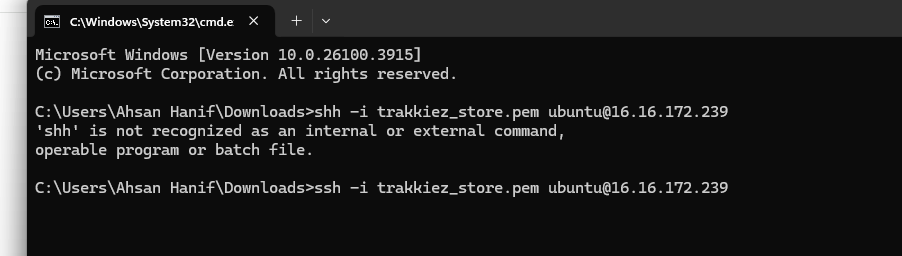 C:\Windows\System32\cmd.e
Microsoft Windows [Version 10.0.26100.3915]
(c) Microsoft Corporation. All rights reserved.
C:\Users\Ahsan Hanif\Downloads>shh -i trakkiez_store.pem ubuntu@16.16.172.239
'shh' is not recognized as an internal or external command,
operable program or batch file.
C:\Users\Ahsan Hanif\Downloads>ssh -i trakkiez_store.pem ubuntu@16.16.172.239